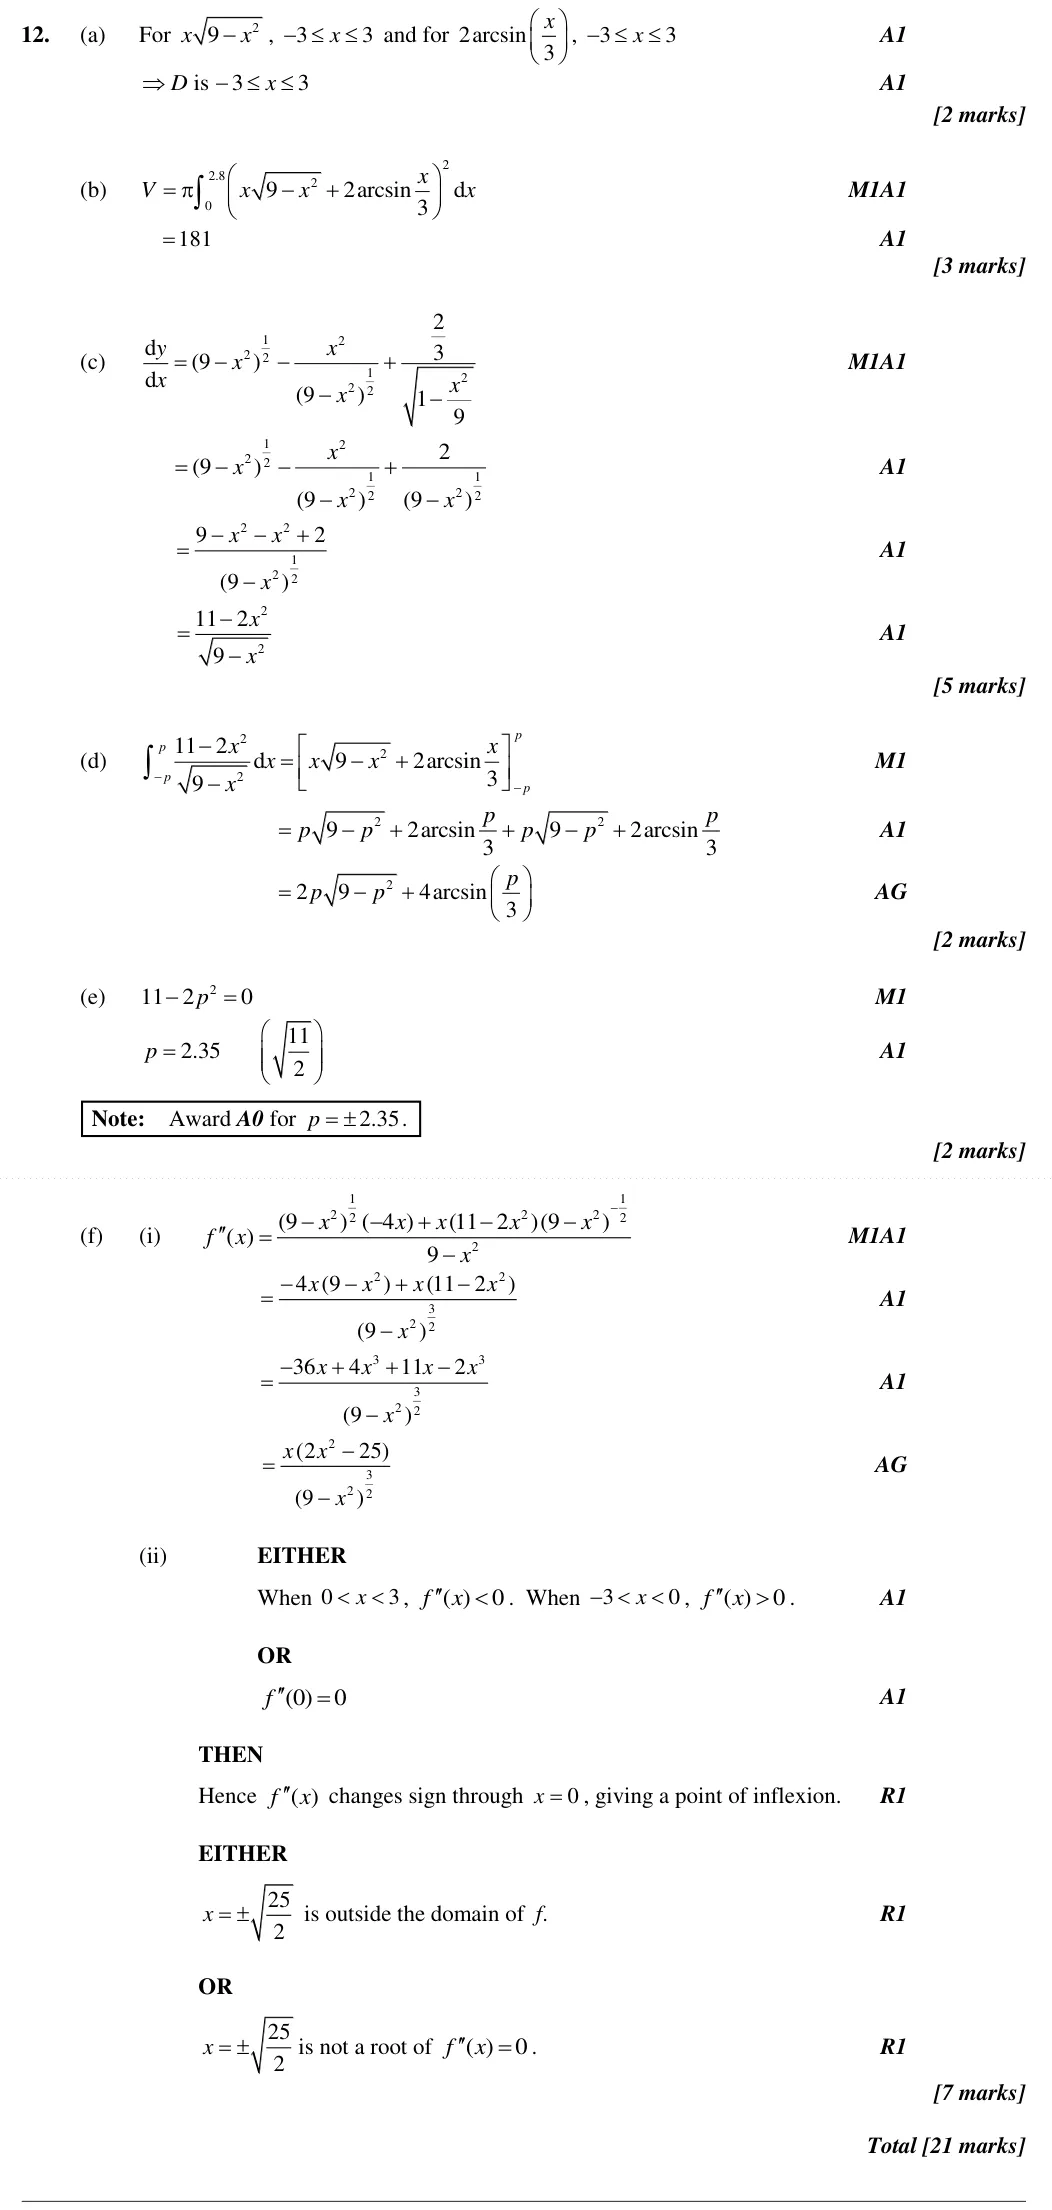 12. (a) For x√(9 − x²) , −3 ≤ x ≤ 3 and for 2arcsin(x/3), −3 ≤ x ≤ 3 A1
⇒ D is −3 ≤ x ≤ 3 A1
[2 marks]
(b) V = π∫₀^2.8 (x√(9 − x²) + 2arcsin x/3)² dx M1A1
= 181 A1
[3 marks]
(c) dy/dx = (9 − x²)^(1/2) − x²/(9 − x²)^(1/2) + (2/3)/√(1 − x²/9) M1A1
= (9 − x²)^(1/2) − x²/(9 − x²)^(1/2) + 2/(9 − x²)^(1/2) A1
= (9 − x² − x² + 2)/(9 − x²)^(1/2) A1
= (11 − 2x²)/√(9 − x²) A1
[5 marks]
(d) ∫₋p^p (11 − 2x²)/√(9 − x²) dx = [x√(9 − x²) + 2arcsin x/3]₋p^p M1
= p√(9 − p²) + 2arcsin p/3 + p√(9 − p²) + 2arcsin p/3 A1
= 2p√(9 − p²) + 4arcsin(p/3) AG
[2 marks]
(e) 11 − 2p² = 0 M1
p = 2.35 (√(11/2)) A1
Note: Award A0 for p = ±2.35.
[2 marks]
(f) (i) f″(x) = ((9 − x²)^(1/2)(−4x) + x(11 − 2x²)(9 − x²)^(−1/2))/(9 − x²) M1A1
= (−4x(9 − x²) + x(11 − 2x²))/(9 − x²)^(3/2) A1
= (−36x + 4x³ + 11x − 2x³)/(9 − x²)^(3/2) A1
= x(2x² − 25)/(9 − x²)^(3/2) AG
(ii) EITHER
When 0 < x < 3, f″(x) < 0. When −3 < x < 0, f″(x) > 0. A1
OR
f″(0) = 0 A1
THEN
Hence f″(x) changes sign through x = 0, giving a point of inflexion. R1
EITHER
x = ±√(25/2) is outside the domain of f. R1
OR
x = ±√(25/2) is not a root of f″(x) = 0. R1
[7 marks]
Total [21 marks]